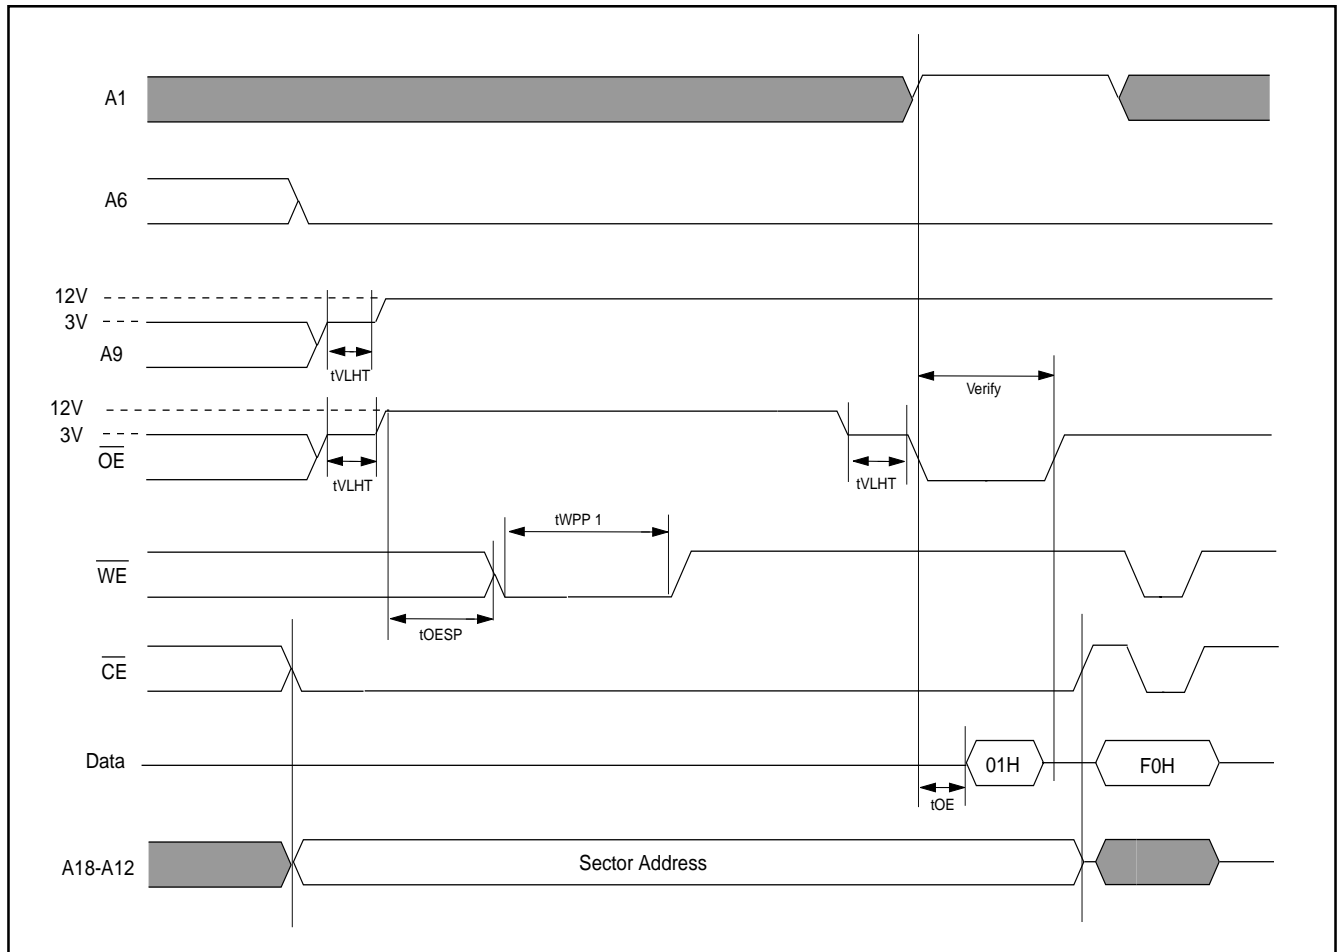 A1
A6
12V
3V
A9
tVLHT
Verify
12V
3V
OE
tVLHT
tVLHT
tWPP 1
WE
tOESP
CE
Data
01H
F0H
tOE
A18-A12
Sector Address